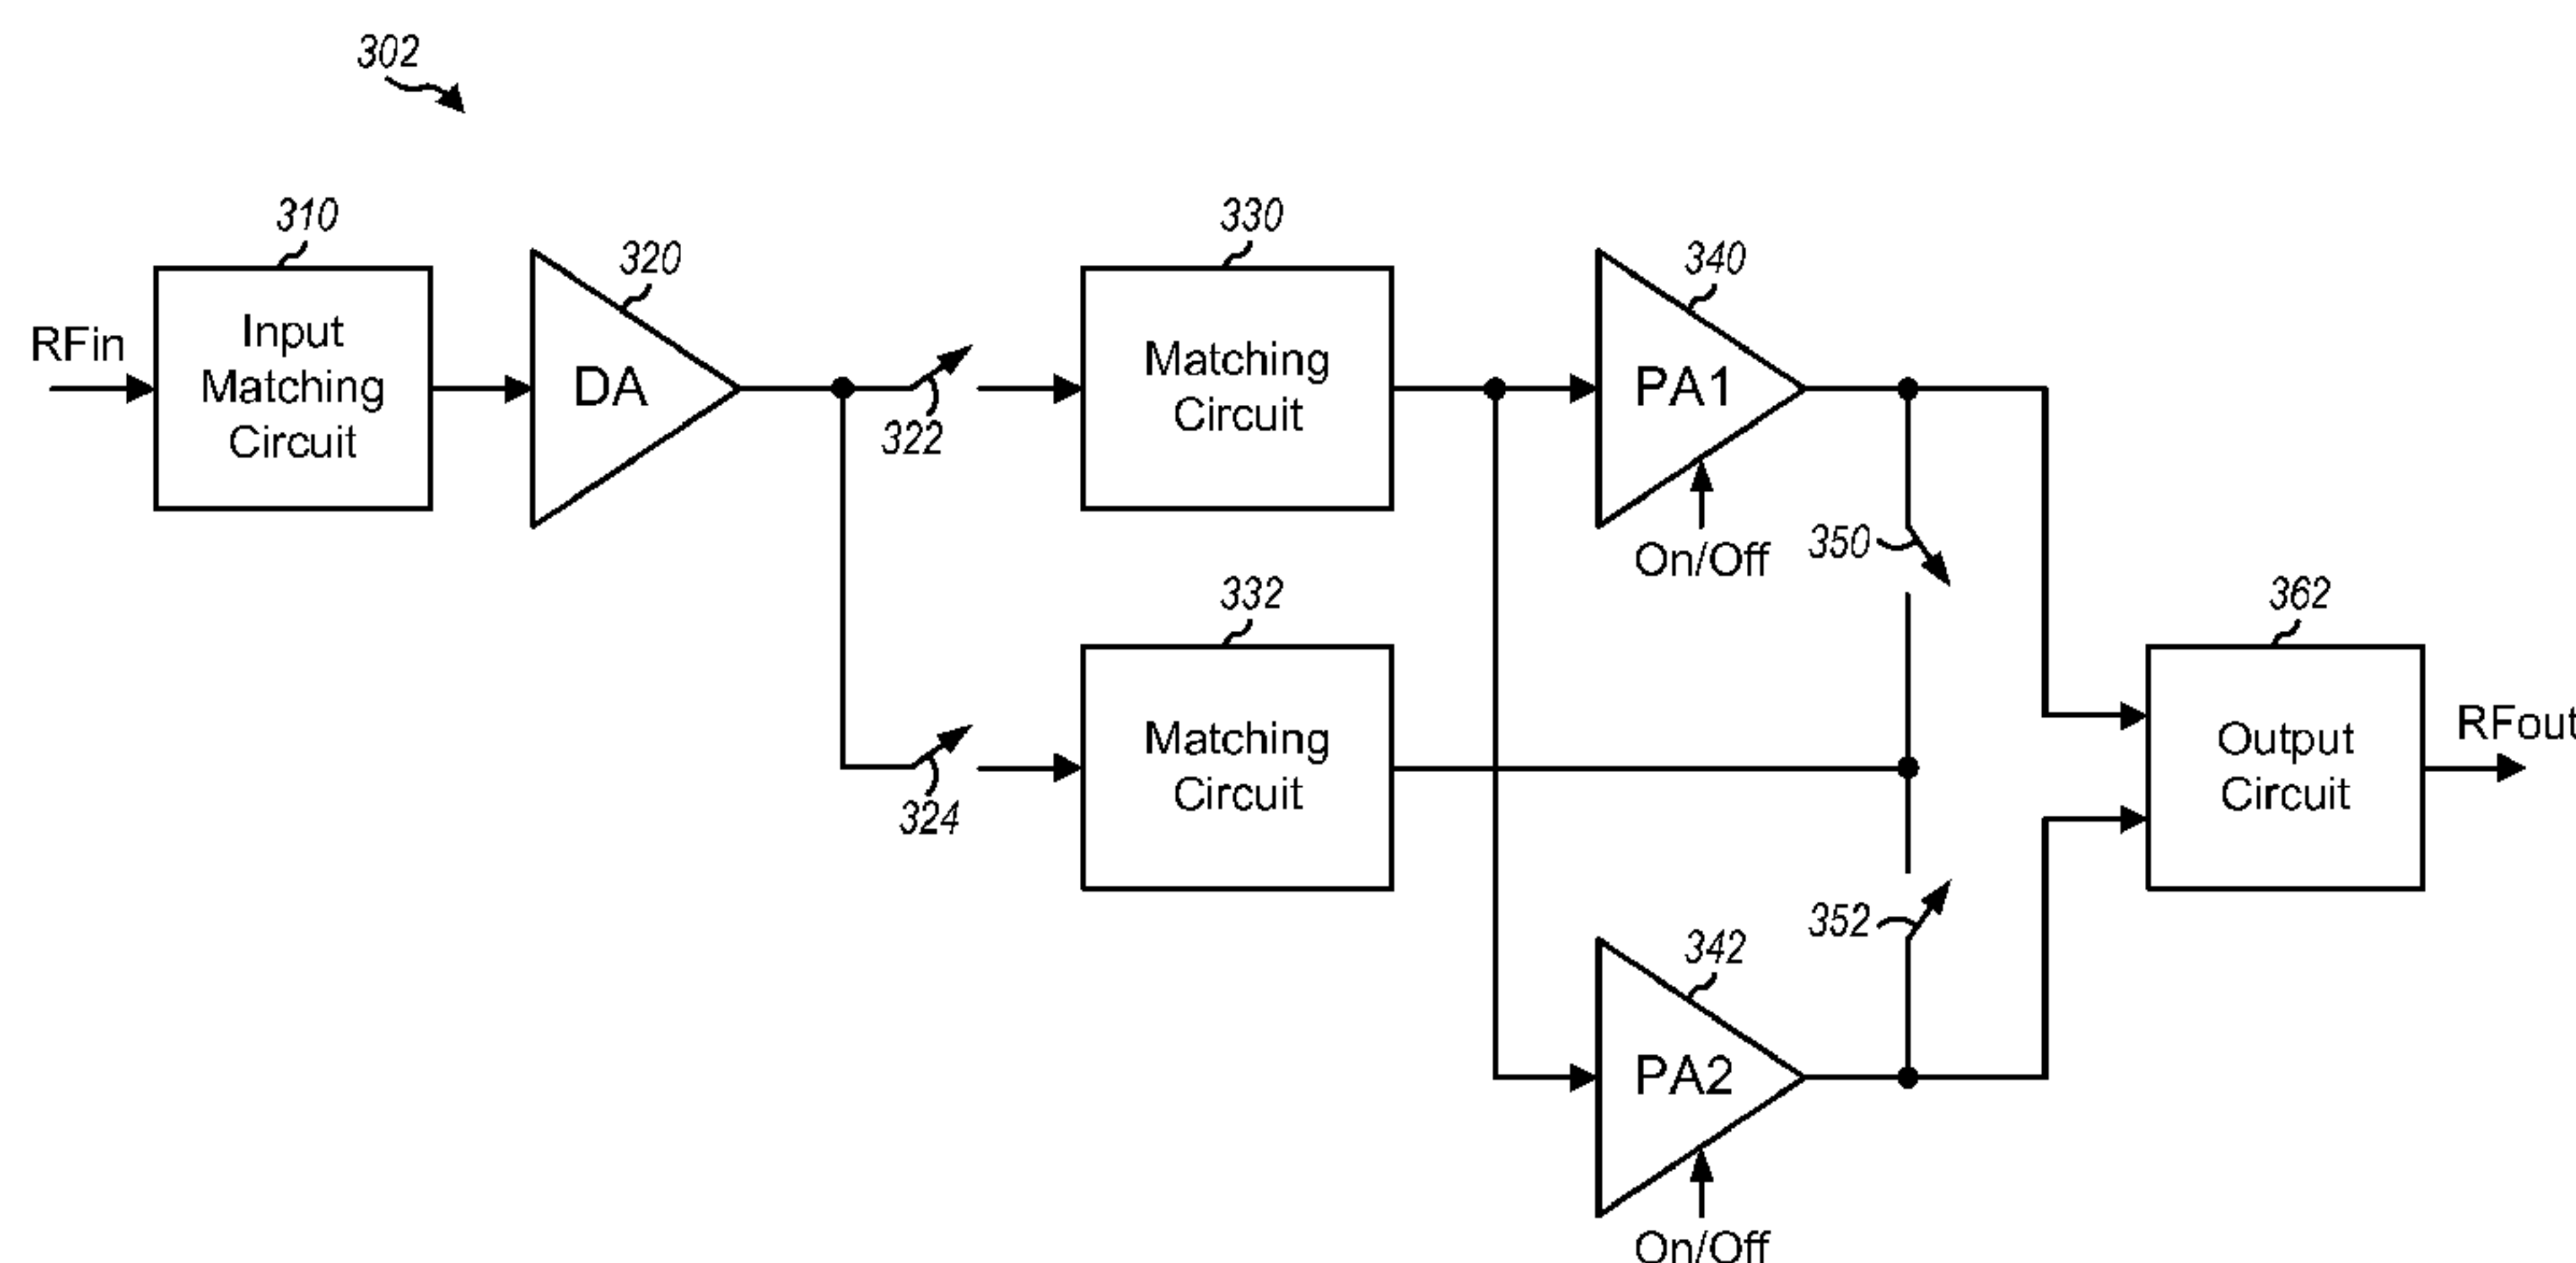 302
310
320
330
340
RFin
Input
Matching
Circuit
DA
322
Matching
Circuit
PA1
On/Off
350
332
362
324
Matching
Circuit
Output
Circuit
RFout
352
342
PA2
On/Off